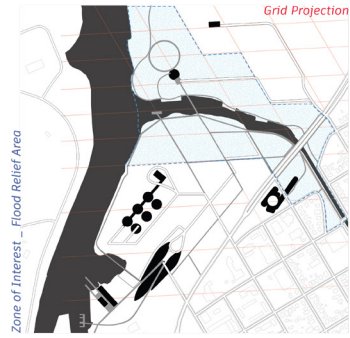 Grid Projection
Zone of Interest – Flood Relief Area